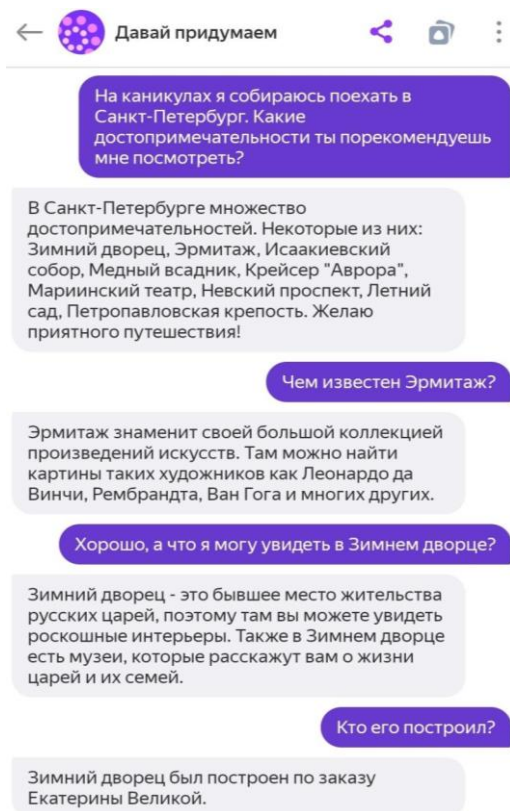 Давай придумаем
На каникулах я собираюсь поехать в
Санкт-Петербург. Какие
достопримечательности ты порекомендуешь
мне посмотреть?
В Санкт-Петербурге множество
достопримечательностей. Некоторые из них:
Зимний дворец, Эрмитаж, Исаакиевский
собор, Медный всадник, Крейсер "Аврора",
Мариинский театр, Невский проспект, Летний
сад, Петропавловская крепость. Желаю
приятного путешествия!
Чем известен Эрмитаж?
Эрмитаж знаменит своей большой коллекцией
произведений искусств. Там можно найти
картины таких художников как Леонардо да
Винчи, Рембрандта, Ван Гога и многих других.
Хорошо, а что я могу увидеть в Зимнем дворце?
Зимний дворец - это бывшее место жительства
русских царей, поэтому там вы можете увидеть
роскошные интерьеры. Также в Зимнем дворце
есть музеи, которые расскажут вам о жизни
царей и их семей.
Кто его построил?
Зимний дворец был построен по заказу
Екатерины Великой.